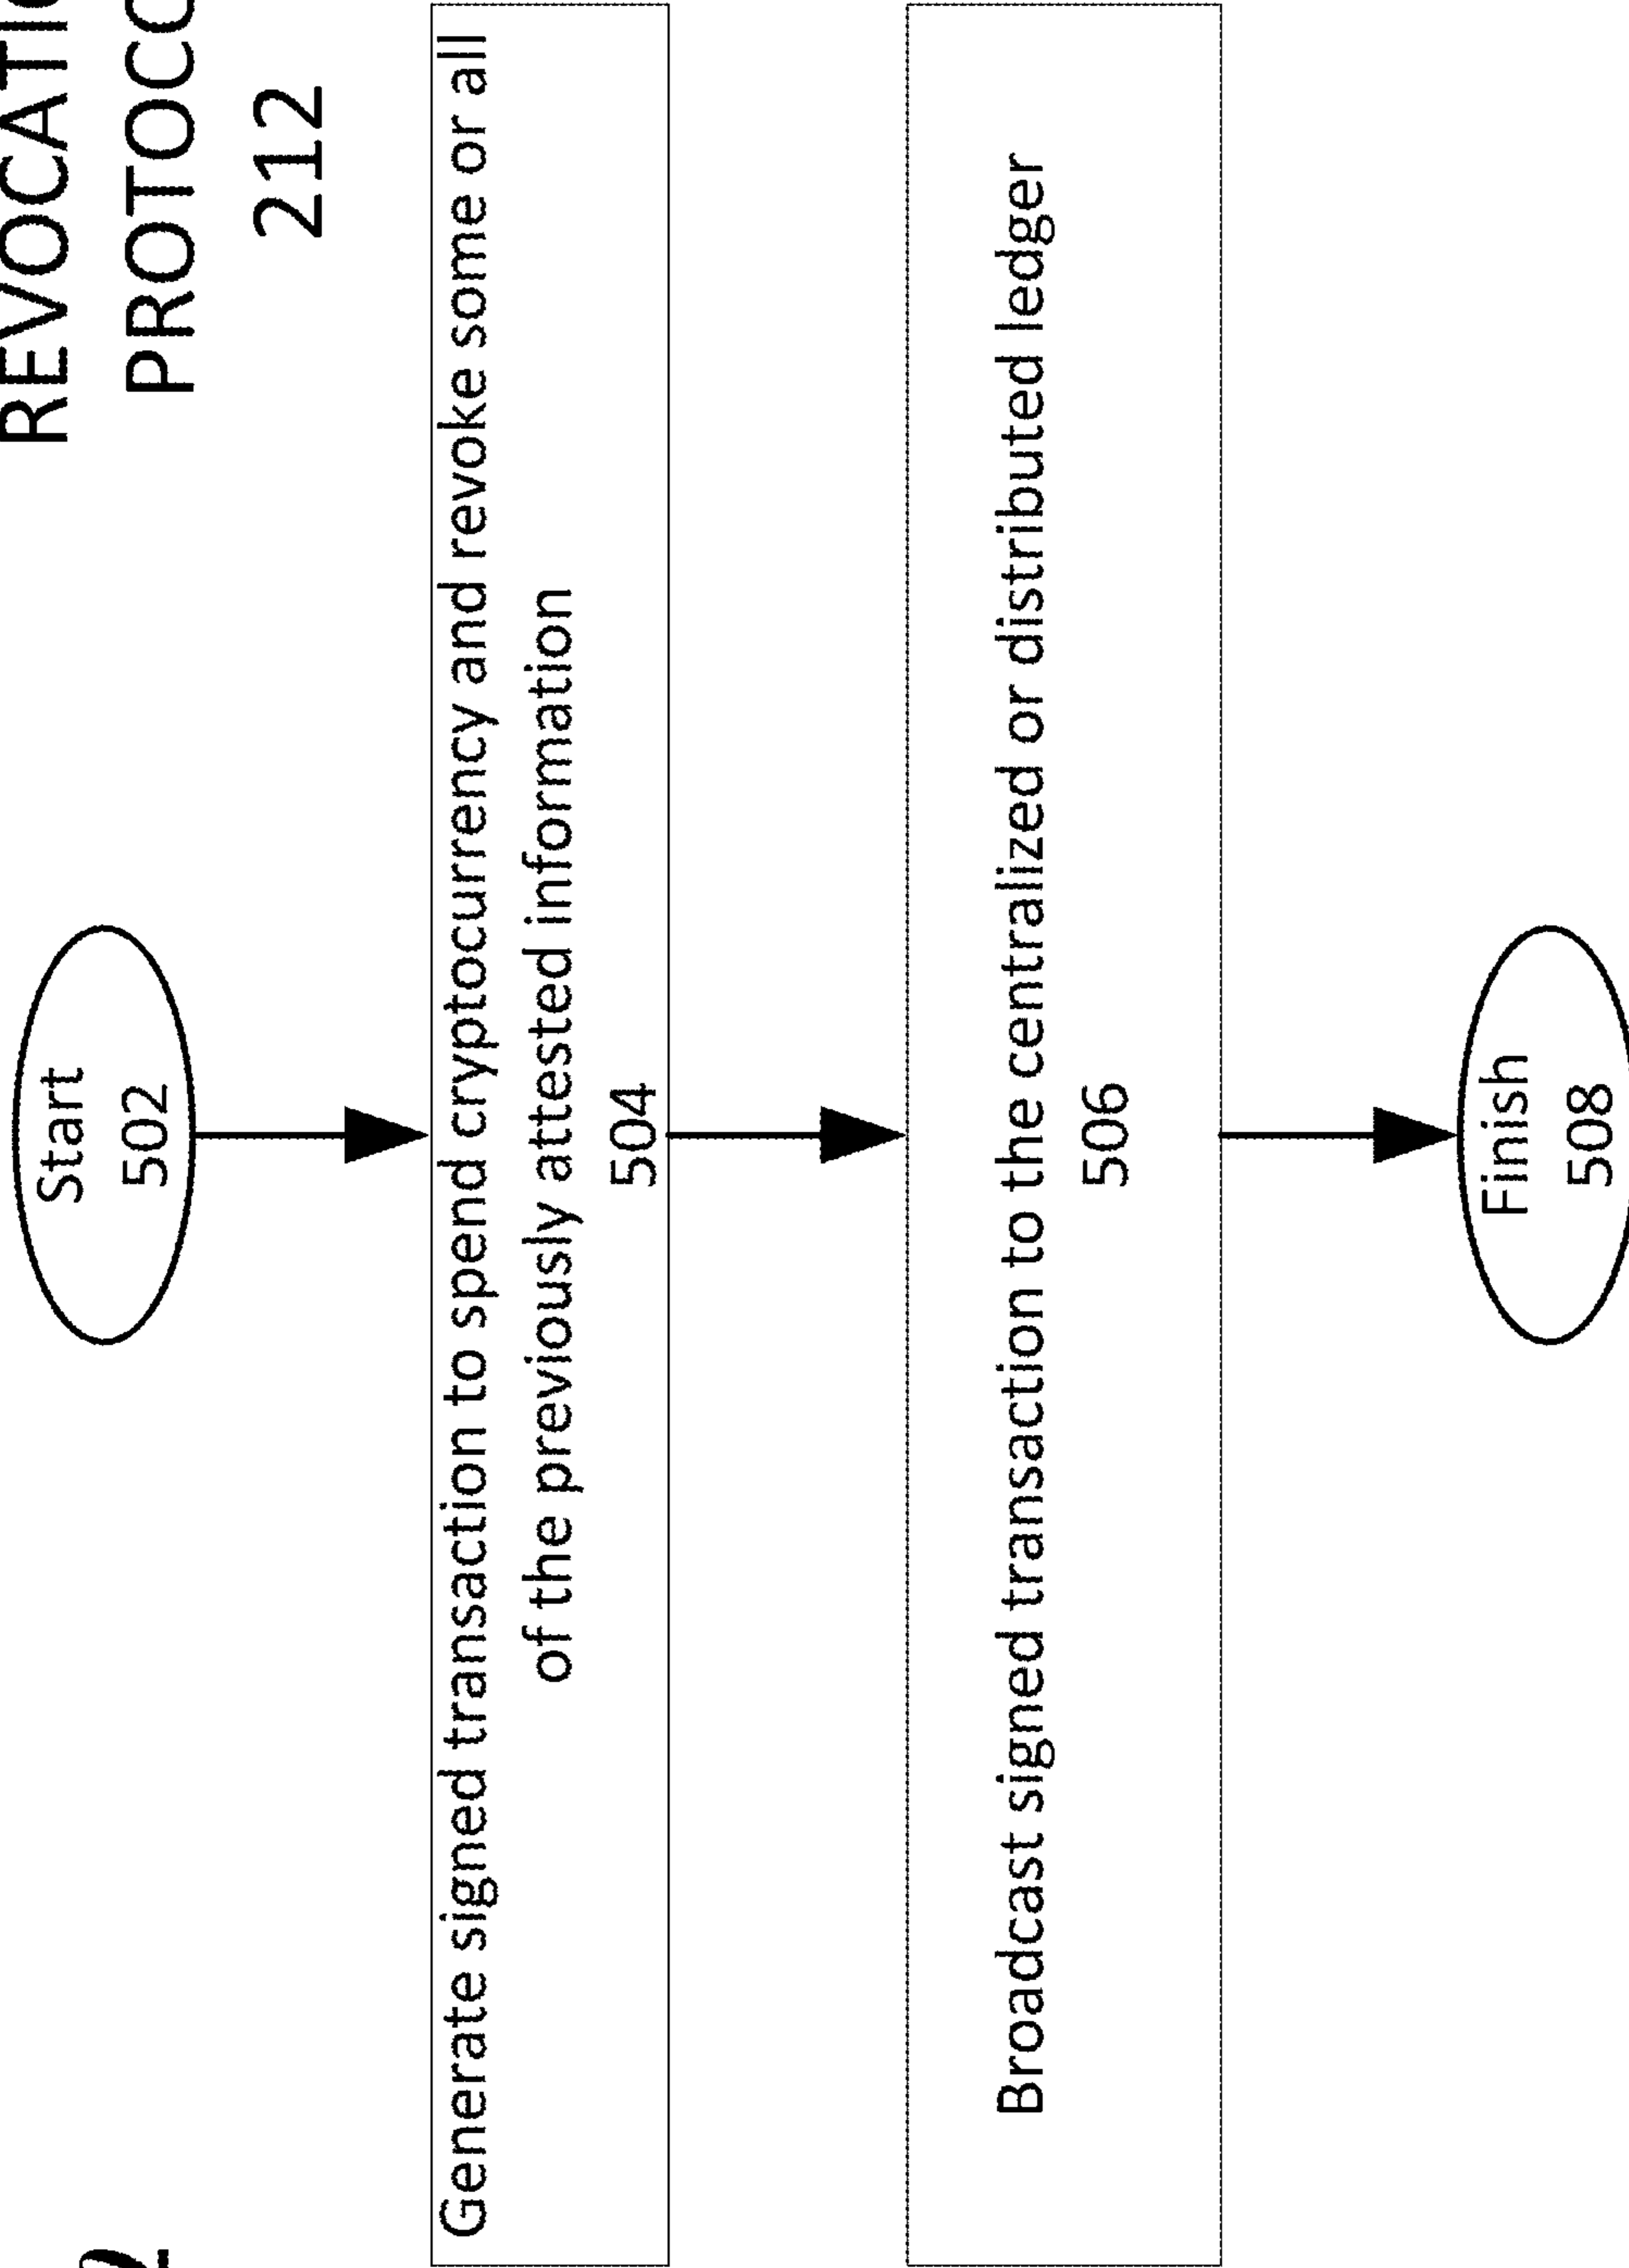 REVOCATIO
PROTOCO
212
Start
502
Generate signed transaction to spend cryptocurrency and revoke some or all
of the previously attested information
504
Broadcast signed transaction to the centralized or distributed ledger
506
Finish
508